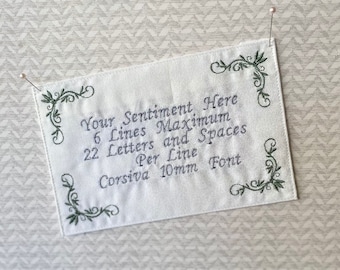 Your Sentiment Here
6 Lines Maximum
22 Letters and Spaces
Per Line
Corsiva 10mm Font